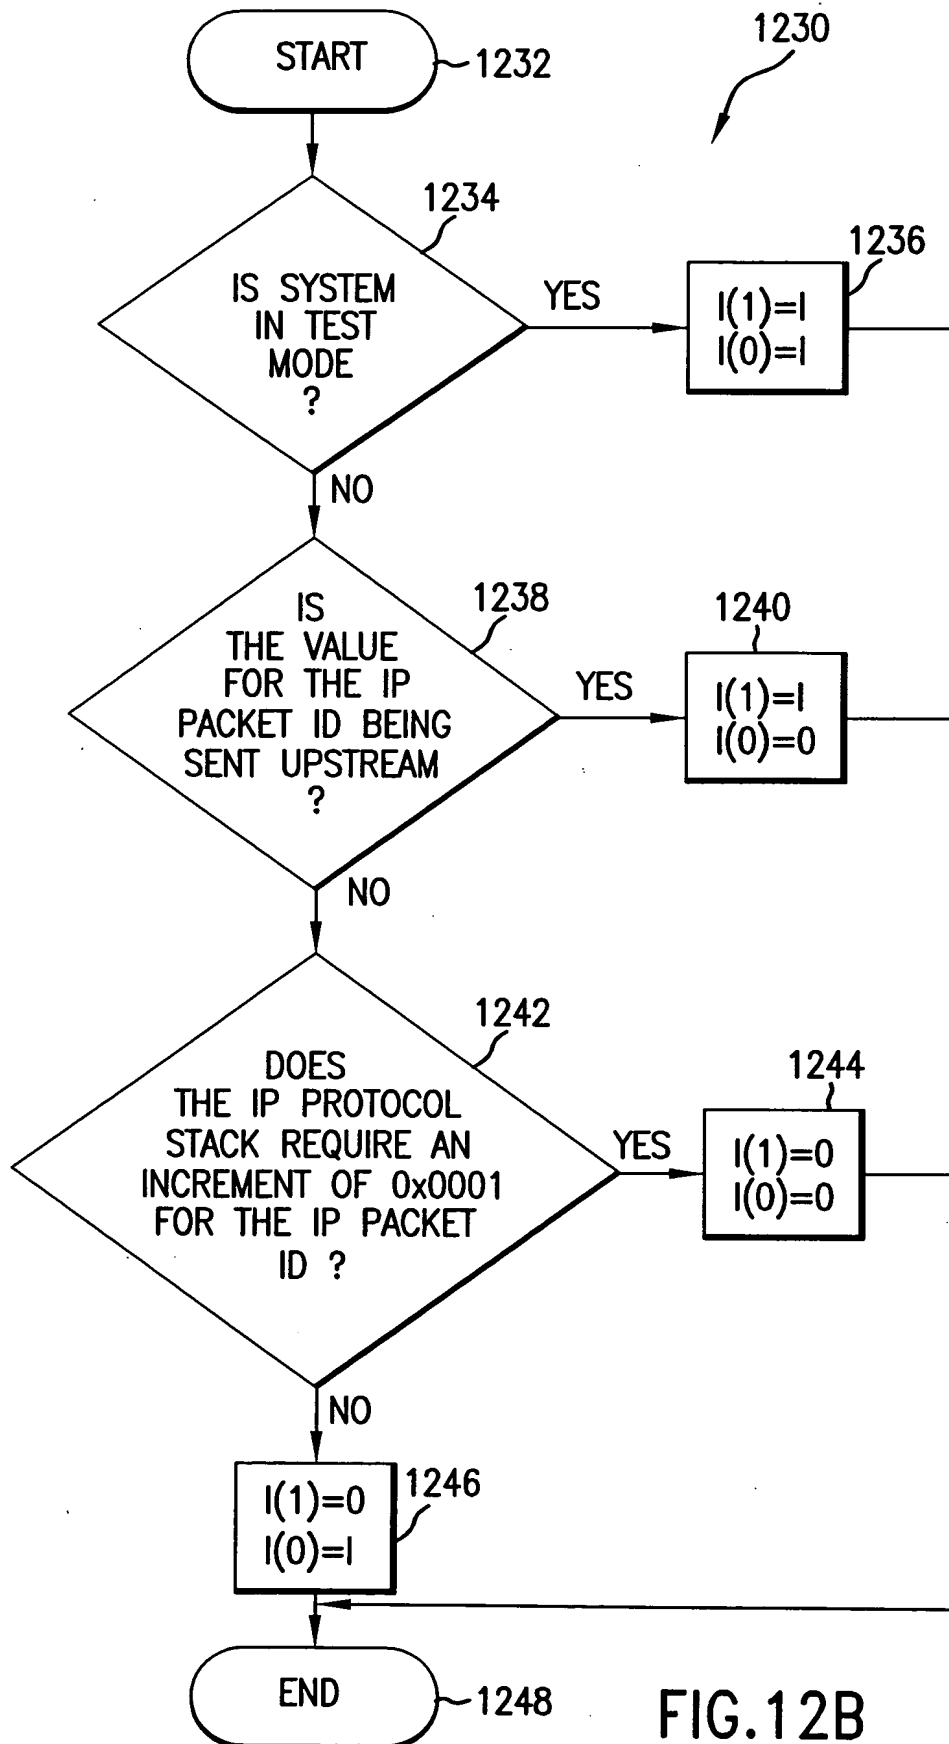 START
1232
1230
1234
IS SYSTEM
IN TEST
MODE
?
YES
1236
I(1)=I
I(0)=I
NO
1238
IS
THE VALUE
FOR THE IP
PACKET ID BEING
SENT UPSTREAM
?
YES
1240
I(1)=I
I(0)=0
NO
1242
DOES
THE IP PROTOCOL
STACK REQUIRE AN
INCREMENT OF 0x0001
FOR THE IP PACKET
ID ?
YES
1244
I(1)=0
I(0)=0
NO
1246
I(1)=0
I(0)=I
END
1248
FIG.12B